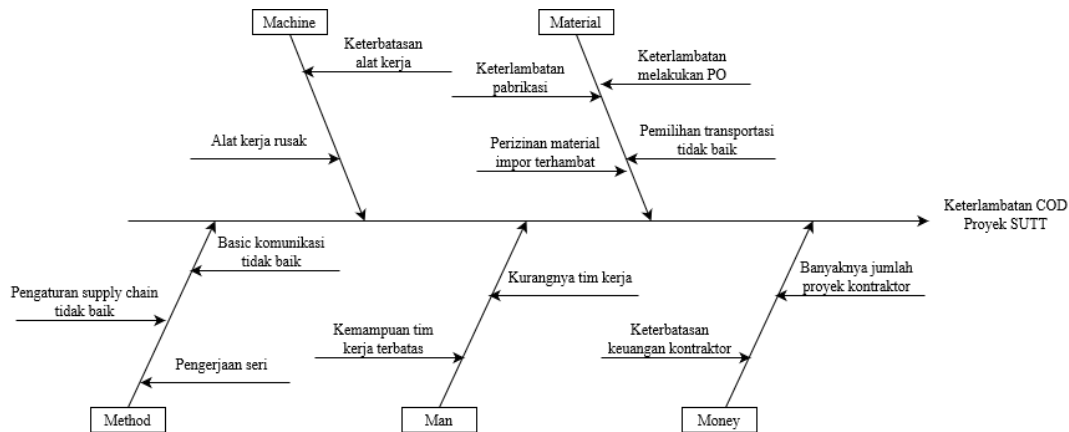 Machine
Material
Keterbatasan
alat kerja
Keterlambatan
pabrikasi
Keterlambatan
melakukan PO
Alat kerja rusak
Perizinan material
impor terhambat
Pemilihan transportasi
tidak baik
Keterlambatan COD
Proyek SUTT
Basic komunikasi
tidak baik
Pengaturan supply chain
tidak baik
Pengerjaan seri
Kurangnya tim kerja
Kemampuan tim
kerja terbatas
Banyaknya jumlah
proyek kontraktor
Keterbatasan
keuangan kontraktor
Method
Man
Money